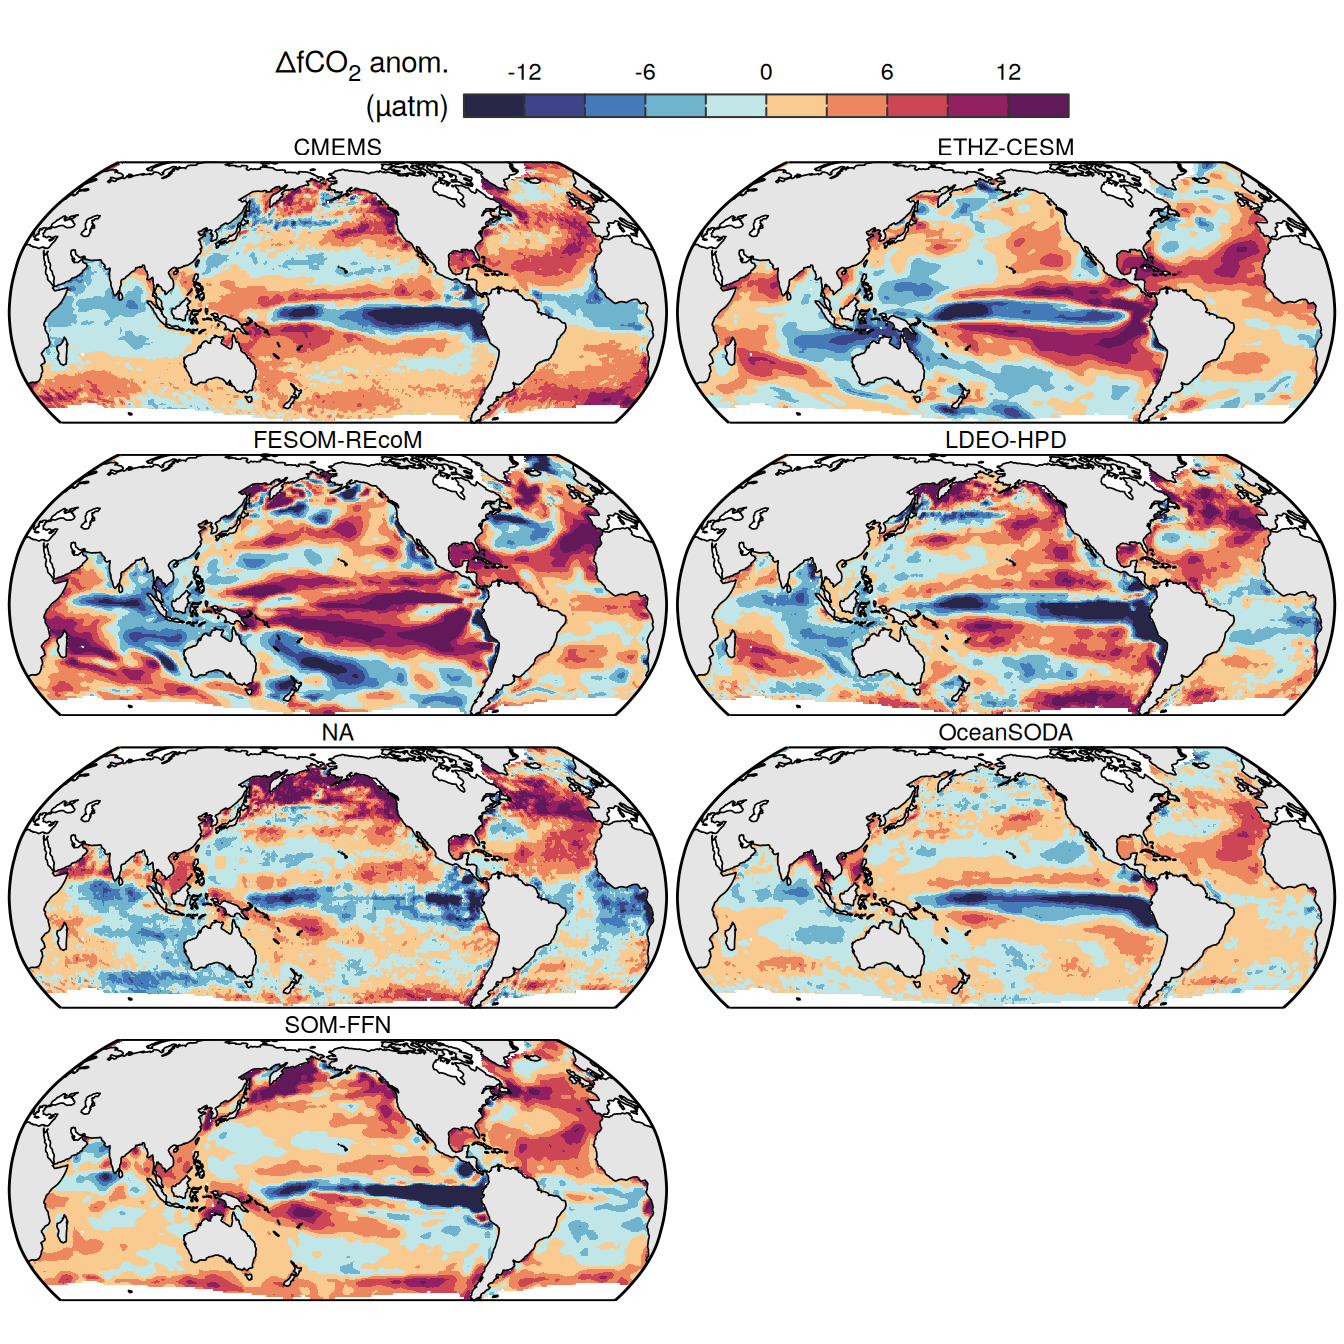 ΔfCO₂ anom.
(µatm)
-12 -6 0 6 12
CMEMS
ETHZ-CESM
FESOM-REcoM
LDEO-HPD
NA
OceanSODA
SOM-FFN